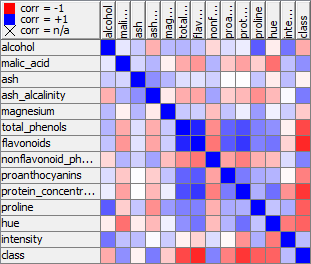 corr = -1
corr = +1
corr = n/a
alcohol
mali...
ash
ash...
mag...
total...
flav...
nonf...
proa...
prot...
proline
hue
inte...
class
alcohol
malic_acid
ash
ash_alcalinity
magnesium
total_phenols
flavonoids
nonflavonoid_ph...
proanthocyanins
protein_concentr...
proline
hue
intensity
class